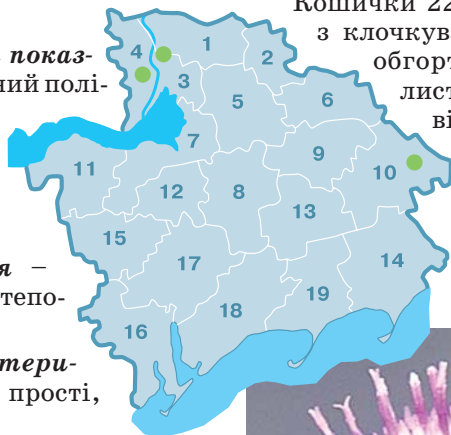 Кошички 22
з клочкув
обгорт
лист
ві
показ-
ний полі-
я –
степо-
тери-
прості,
4
1
2
3
5
6
7
9
10
11
12
8
13
15
17
14
16
18
19